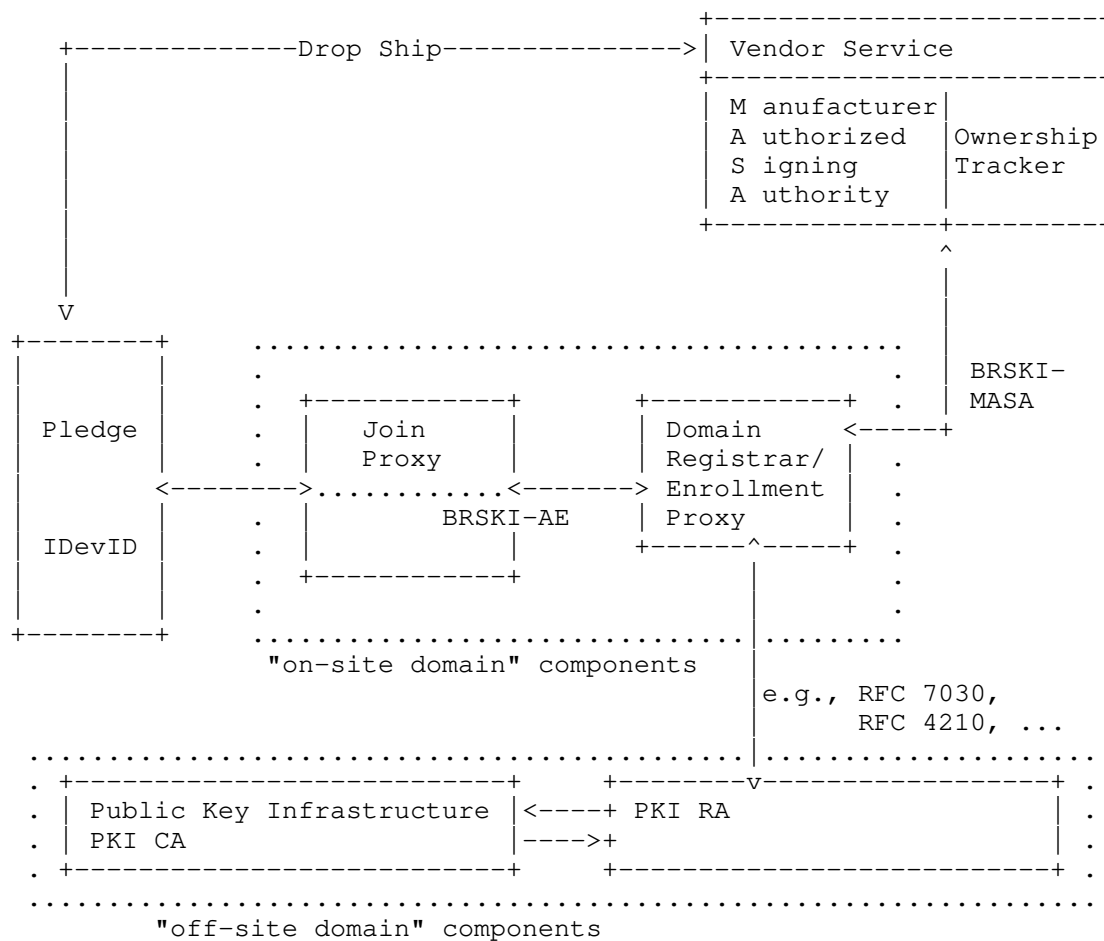 Drop Ship
Vendor Service
M anufacturer
A uthorized
S igning
A uthority
Ownership
Tracker
BRSKI-
MASA
Pledge
IDevID
Join
Proxy
BRSKI-AE
Domain
Registrar/
Enrollment
Proxy
"on-site domain" components
e.g., RFC 7030,
RFC 4210, ...
Public Key Infrastructure
PKI CA
PKI RA
"off-site domain" components